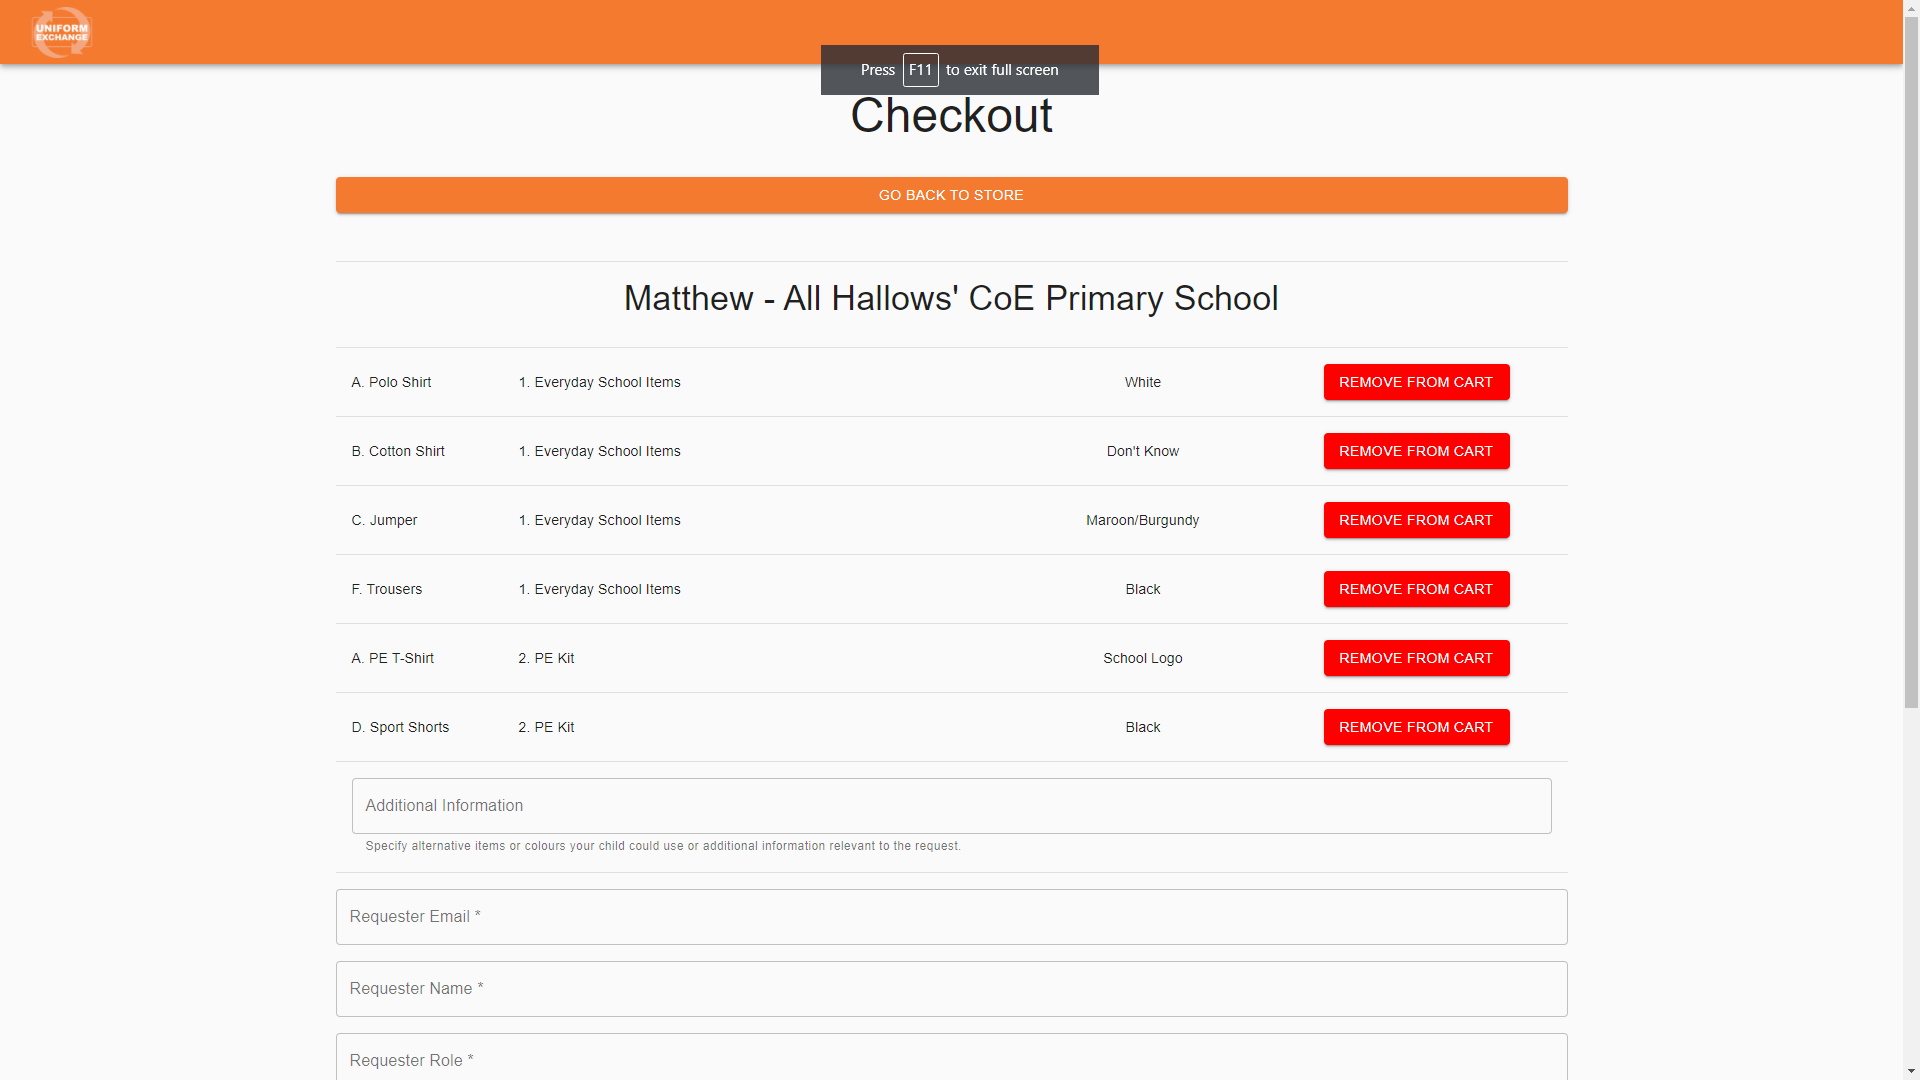 UNIFORM
EXCHANGE
Press F11 to exit full screen
Checkout
GO BACK TO STORE
Matthew - All Hallows' CoE Primary School
A. Polo Shirt 1. Everyday School Items White REMOVE FROM CART
B. Cotton Shirt 1. Everyday School Items Don't Know REMOVE FROM CART
C. Jumper 1. Everyday School Items Maroon/Burgundy REMOVE FROM CART
F. Trousers 1. Everyday School Items Black REMOVE FROM CART
A. PE T-Shirt 2. PE Kit School Logo REMOVE FROM CART
D. Sport Shorts 2. PE Kit Black REMOVE FROM CART
Additional Information
Specify alternative items or colours your child could use or additional information relevant to the request.
Requester Email *
Requester Name *
Requester Role *